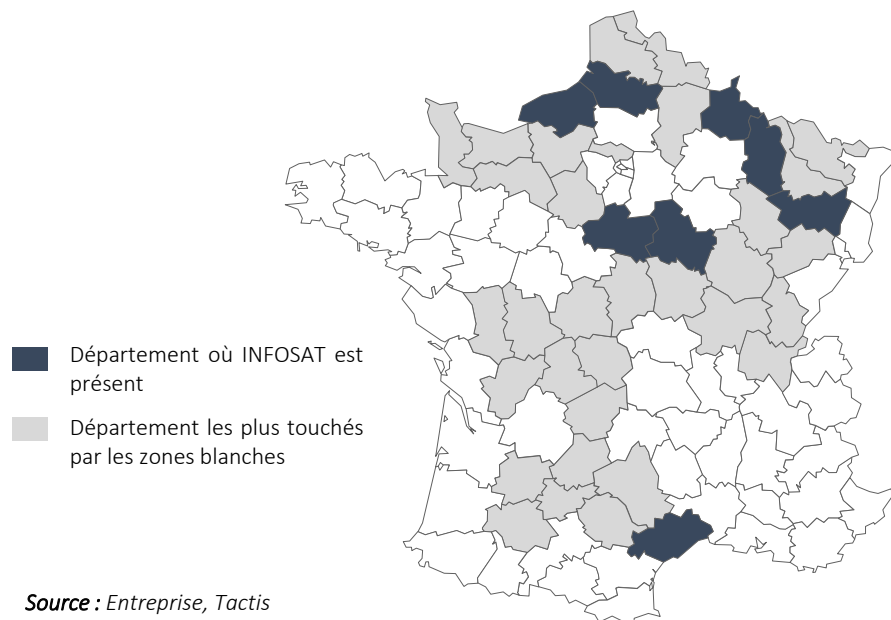 Département où INFOSAT est
présent
Département les plus touchés
par les zones blanches
Source : Entreprise, Tactis